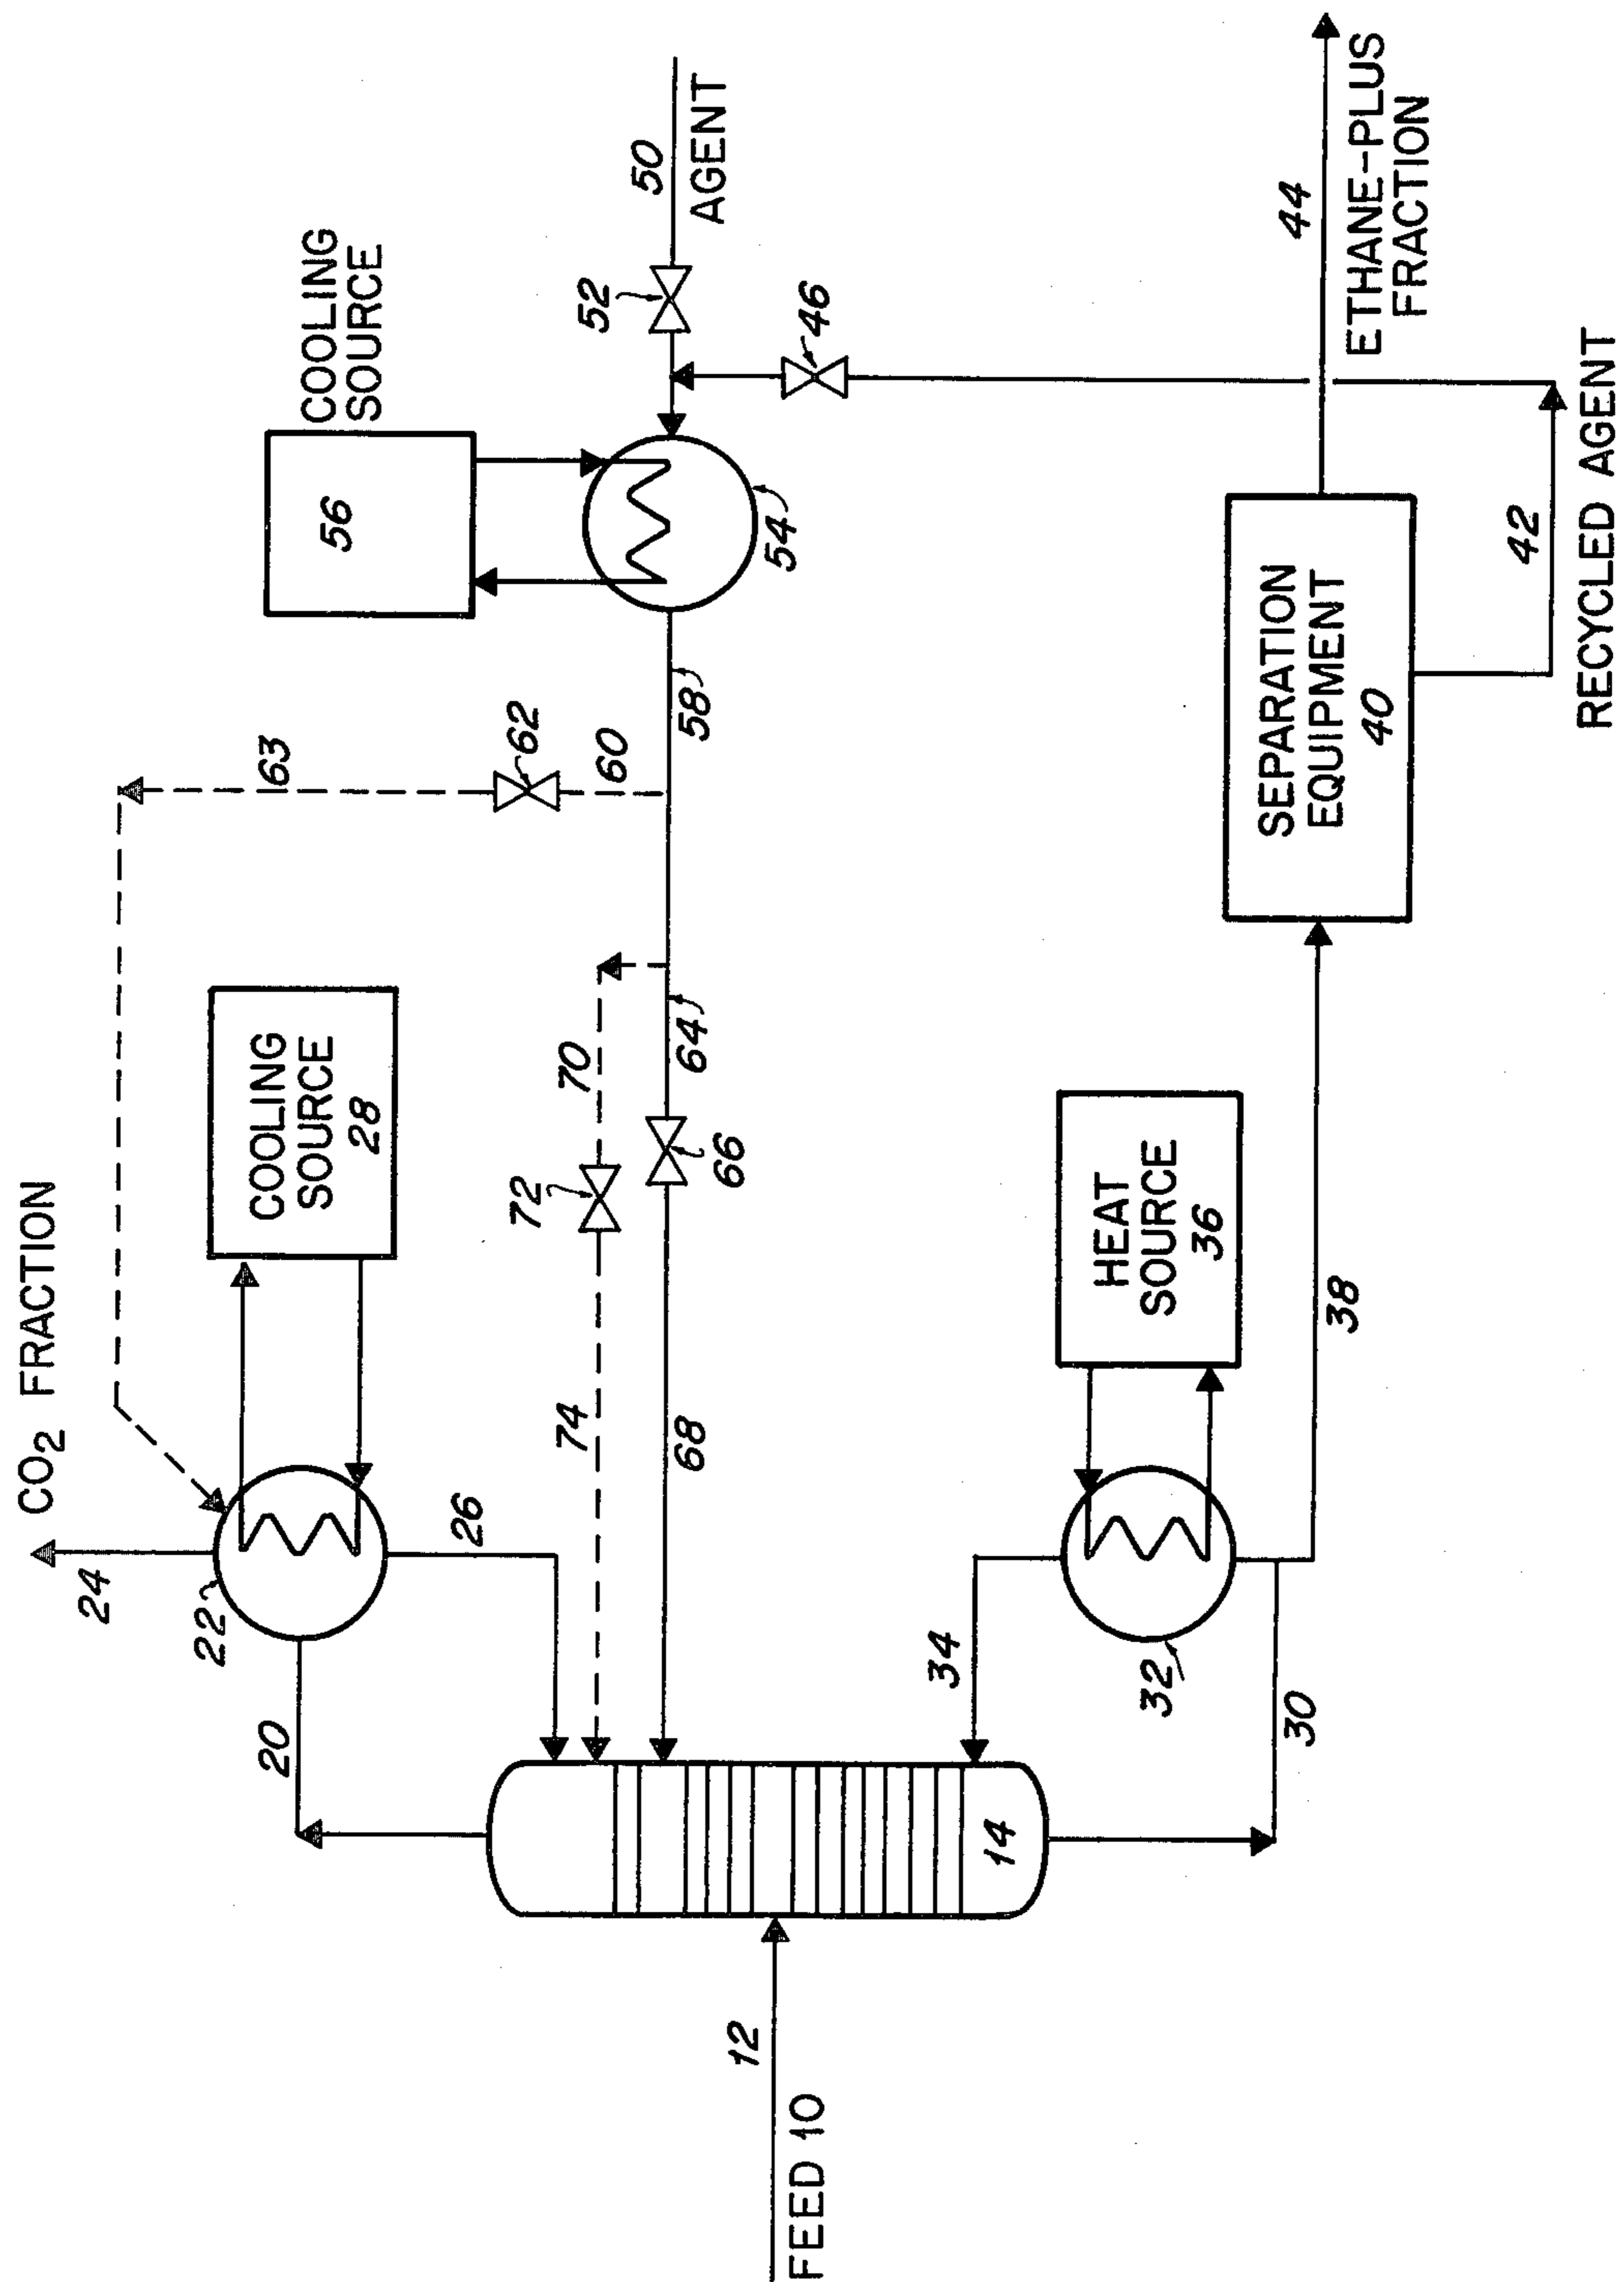 CO2 FRACTION
24
22
20
26
COOLING
SOURCE
28
63
62
60
COOLING
SOURCE
56
54
58
52
50
AGENT
46
70
72
74
64
66
68
FEED 10
12
14
34
32
30
HEAT
SOURCE
36
38
SEPARATION
EQUIPMENT
40
42
RECYCLED AGENT
44
ETHANE-PLUS
FRACTION